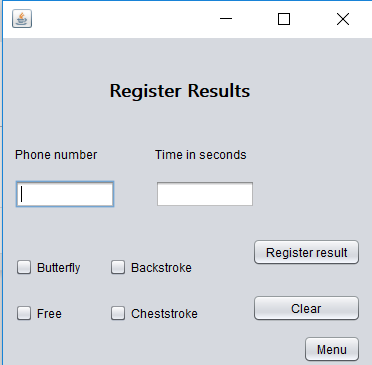 Register Results
Phone number Time in seconds
Butterfly Backstroke Register result
Free Cheststroke Clear
Menu